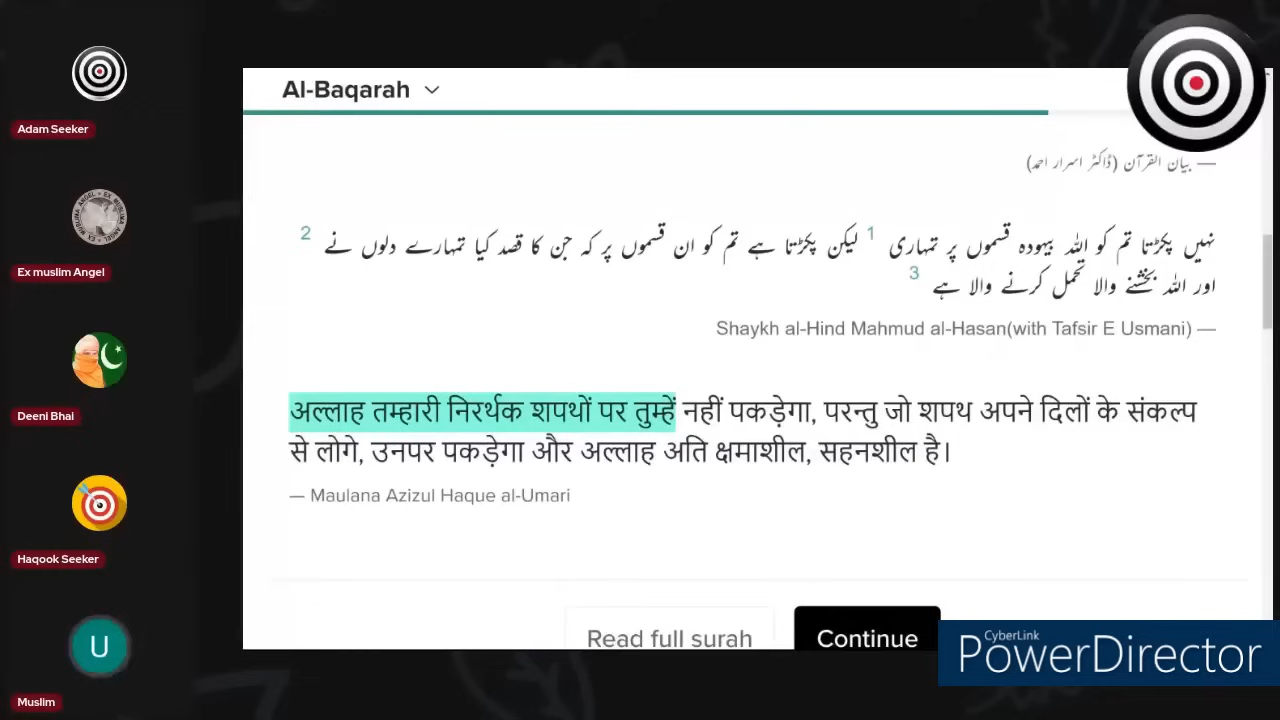 Adam Seeker
Ex muslim Angel
Deeni Bhai
Haqook Seeker
U
Muslim
Al-Baqarah
— بیان القرآن (ڈاکٹر اسرار احمد)
نہیں پکڑتا تم کو اللہ بیہودہ قسموں پر تمہاری 1 لیکن پکڑتا ہے تم کو ان قسموں پر کہ جن کا قصد کیا تمہارے دلوں نے 2
اور اللہ بخشنے والا تحمل کرنے والا ہے 3
Shaykh al-Hind Mahmud al-Hasan(with Tafsir E Usmani) —
अल्लाह तम्हारी निरर्थक शपथों पर तुम्हें नहीं पकड़ेगा, परन्तु जो शपथ अपने दिलों के संकल्प
से लोगे, उनपर पकड़ेगा और अल्लाह अति क्षमाशील, सहनशील है।
— Maulana Azizul Haque al-Umari
Read full surah
Continue
CyberLink
PowerDirector